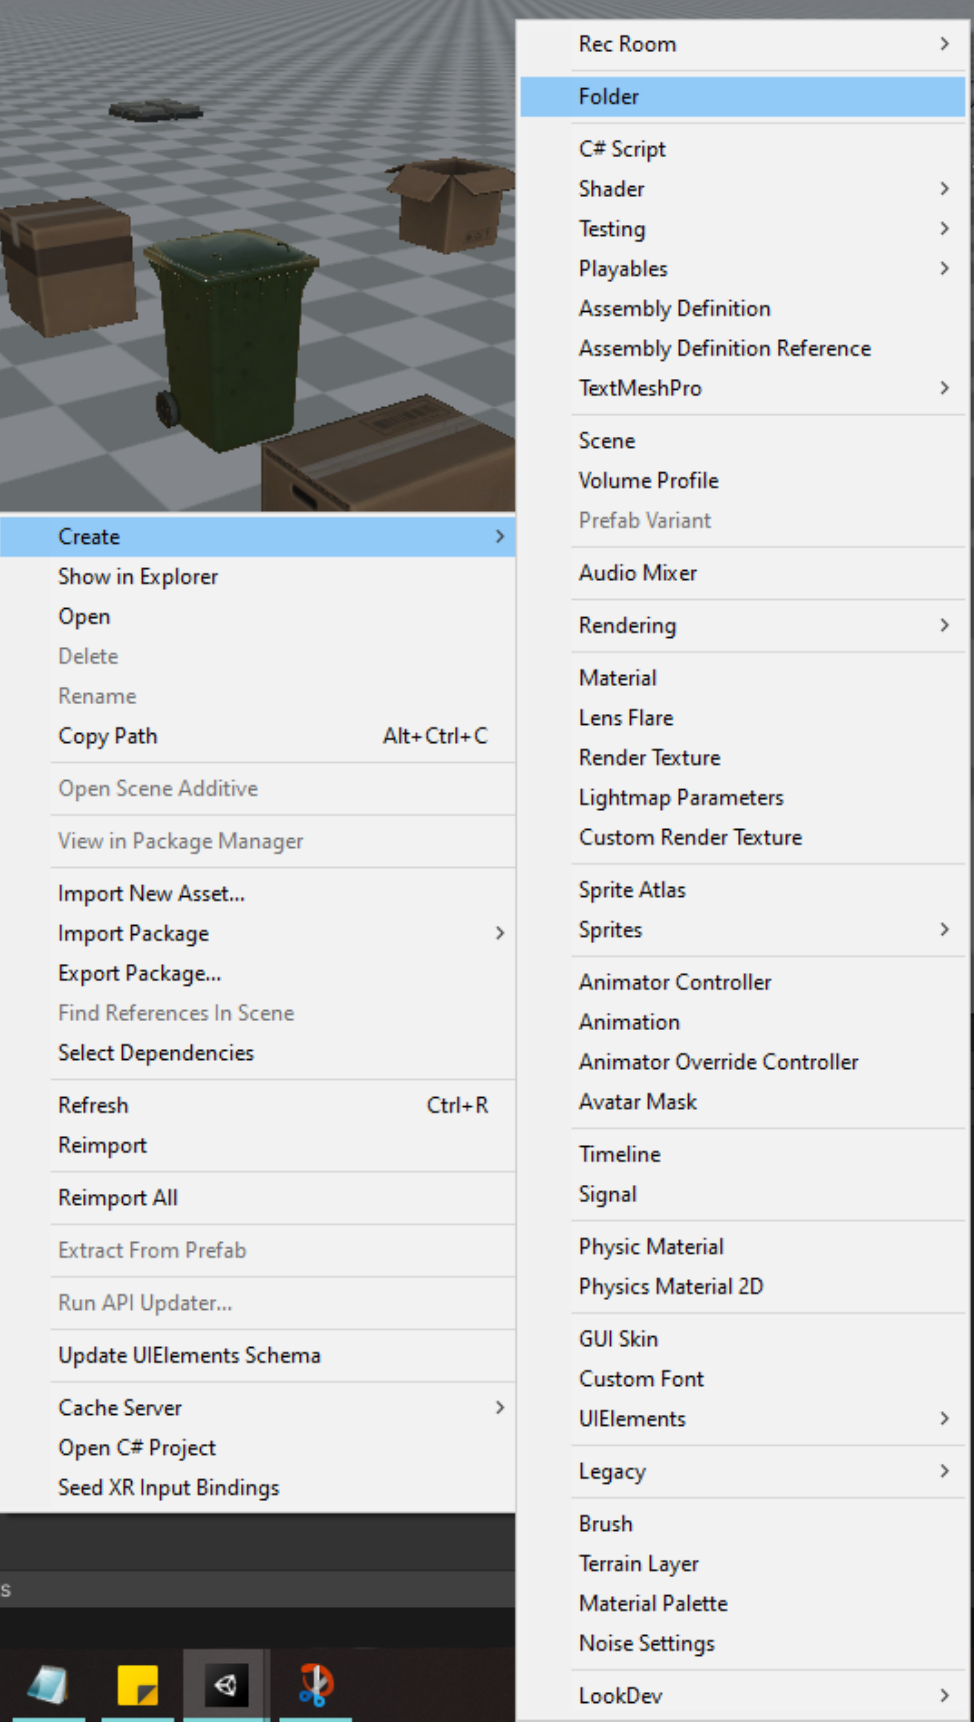 Rec Room
Folder
C# Script
Shader
Testing
Playables
Assembly Definition
Assembly Definition Reference
TextMeshPro
Scene
Volume Profile
Prefab Variant
Audio Mixer
Rendering
Material
Lens Flare
Render Texture
Lightmap Parameters
Custom Render Texture
Sprite Atlas
Sprites
Animator Controller
Animation
Animator Override Controller
Avatar Mask
Timeline
Signal
Physic Material
Physics Material 2D
GUI Skin
Custom Font
UIElements
Legacy
Brush
Terrain Layer
Material Palette
Noise Settings
LookDev
Create
Show in Explorer
Open
Delete
Rename
Copy Path Alt+Ctrl+C
Open Scene Additive
View in Package Manager
Import New Asset...
Import Package
Export Package...
Find References In Scene
Select Dependencies
Refresh Ctrl+R
Reimport
Reimport All
Extract From Prefab
Run API Updater...
Update UIElements Schema
Cache Server
Open C# Project
Seed XR Input Bindings
s